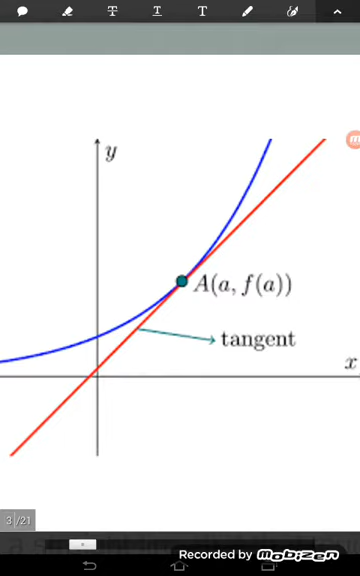 T T T
y
A(a, f(a))
tangent
x
3 /21
Recorded by mobizen